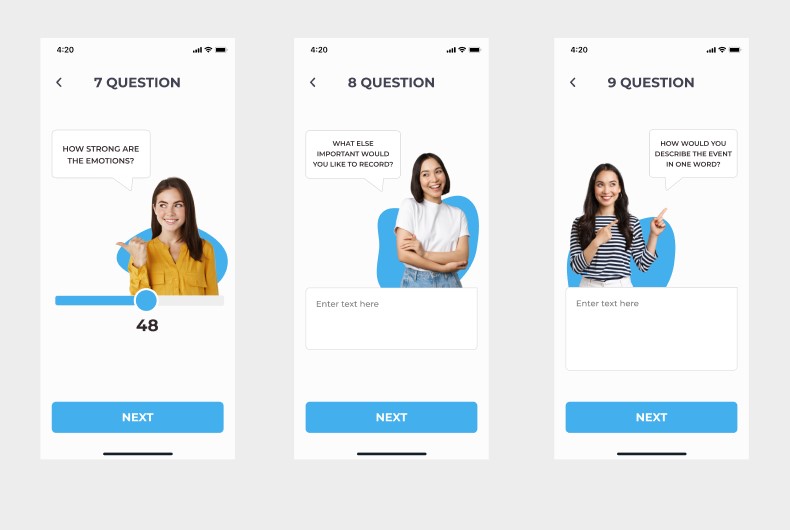 4:20
7 QUESTION
HOW STRONG ARE
THE EMOTIONS?
48
NEXT
4:20
8 QUESTION
WHAT ELSE
IMPORTANT WOULD
YOU LIKE TO RECORD?
Enter text here
NEXT
4:20
9 QUESTION
HOW WOULD YOU
DESCRIBE THE EVENT
IN ONE WORD?
Enter text here
NEXT